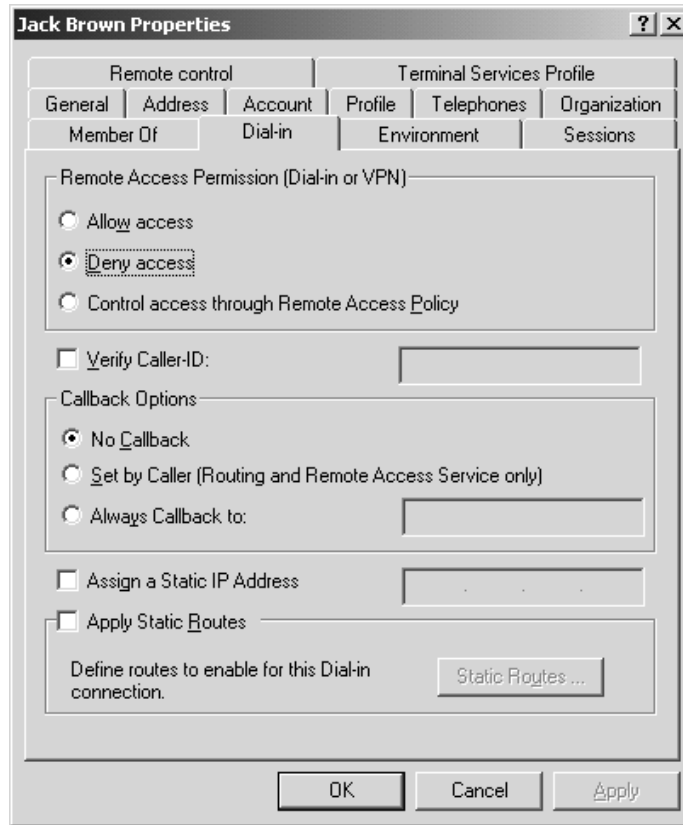 Jack Brown Properties
Remote control Terminal Services Profile
General Address Account Profile Telephones Organization
Member Of Dial-in Environment Sessions
Remote Access Permission (Dial-in or VPN)
Allow access
Deny access
Control access through Remote Access Policy
Verify Caller-ID:
Callback Options
No Callback
Set by Caller (Routing and Remote Access Service only)
Always Callback to:
Assign a Static IP Address . . .
Apply Static Routes
Define routes to enable for this Dial-in
connection.
Static Routes ...
OK Cancel Apply